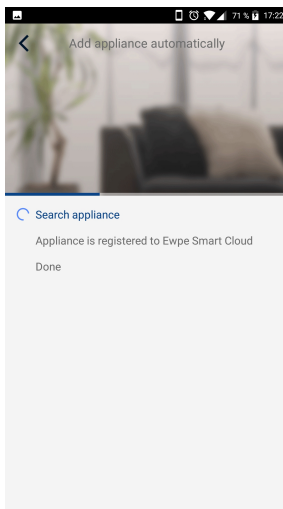 71 % 17:22
Add appliance automatically
Search appliance
Appliance is registered to Ewpe Smart Cloud
Done